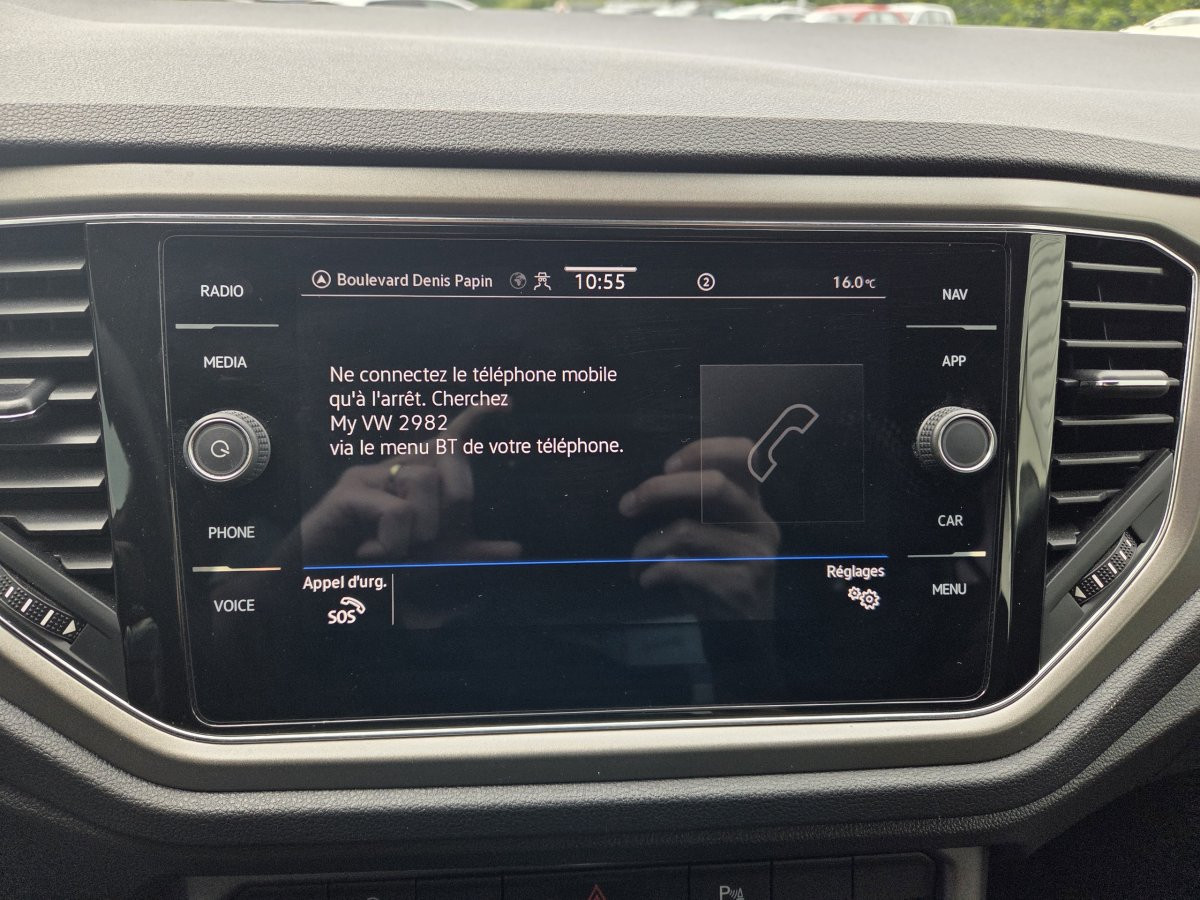 RADIO
MEDIA
PHONE
VOICE
Boulevard Denis Papin
10:55
2
16.0°C
Ne connectez le téléphone mobile
qu'à l'arrêt. Cherchez
My VW 2982
via le menu BT de votre téléphone.
Appel d'urg.
SOS
Réglages
NAV
APP
CAR
MENU
P